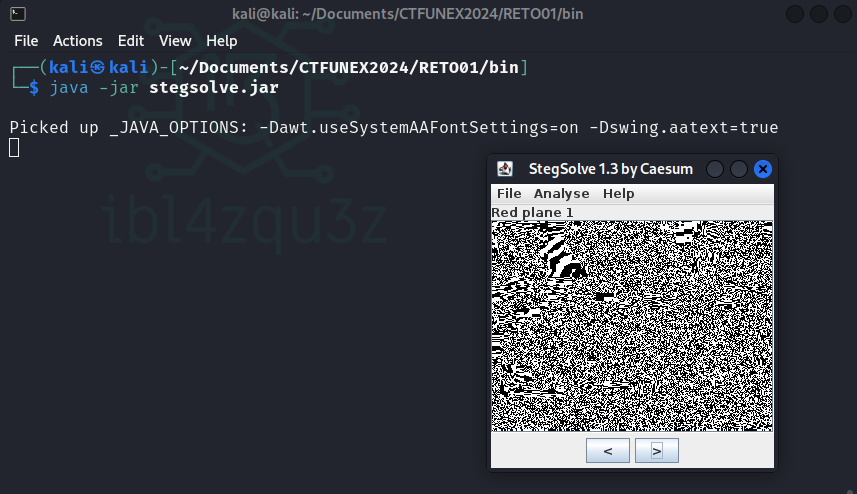 kali@kali: ~/Documents/CTFUNEX2024/RETO01/bin
File Actions Edit View Help
┌──(kali㉿kali)-[~/Documents/CTFUNEX2024/RETO01/bin]
└─$ java -jar stegsolve.jar
Picked up _JAVA_OPTIONS: -Dawt.useSystemAAFontSettings=on -Dswing.aatext=true
ibl4zqu3z
StegSolve 1.3 by Caesum
File Analyse Help
Red plane 1
< >